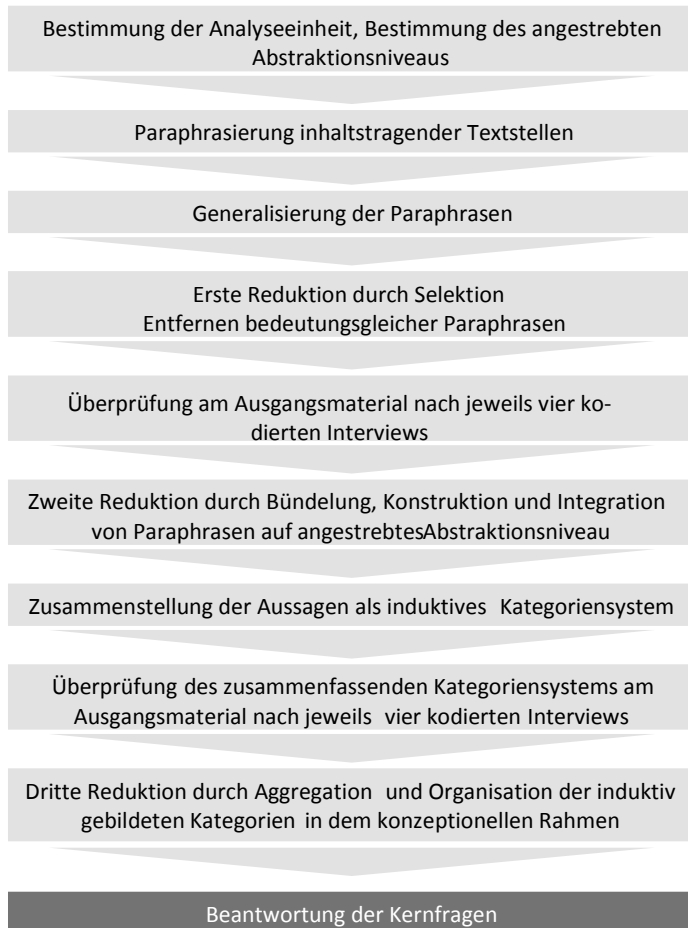 Bestimmung der Analyseeinheit, Bestimmung des angestrebten
Abstraktionsniveaus
Paraphrasierung inhaltstragender Textstellen
Generalisierung der Paraphrasen
Erste Reduktion durch Selektion
Entfernen bedeutungsgleicher Paraphrasen
Überprüfung am Ausgangsmaterial nach jeweils vier ko-
dierten Interviews
Zweite Reduktion durch Bündelung, Konstruktion und Integration
von Paraphrasen auf angestrebtesAbstraktionsniveau
Zusammenstellung der Aussagen als induktives Kategoriensystem
Überprüfung des zusammenfassenden Kategoriensystems am
Ausgangsmaterial nach jeweils vier kodierten Interviews
Dritte Reduktion durch Aggregation und Organisation der induktiv
gebildeten Kategorien in dem konzeptionellen Rahmen
Beantwortung der Kernfragen